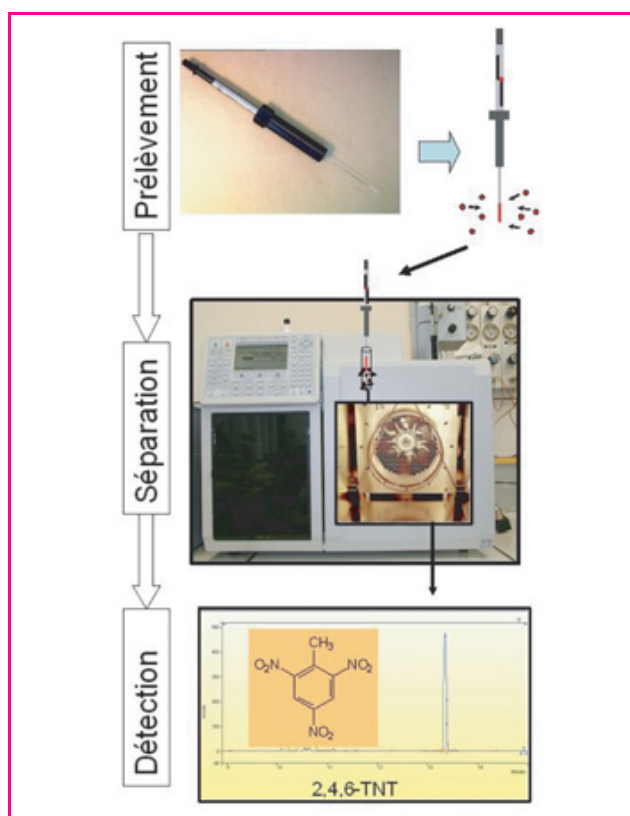 Prélèvement
Séparation
Détection
CH₃
O₂N
NO₂
NO₂
2,4,6-TNT